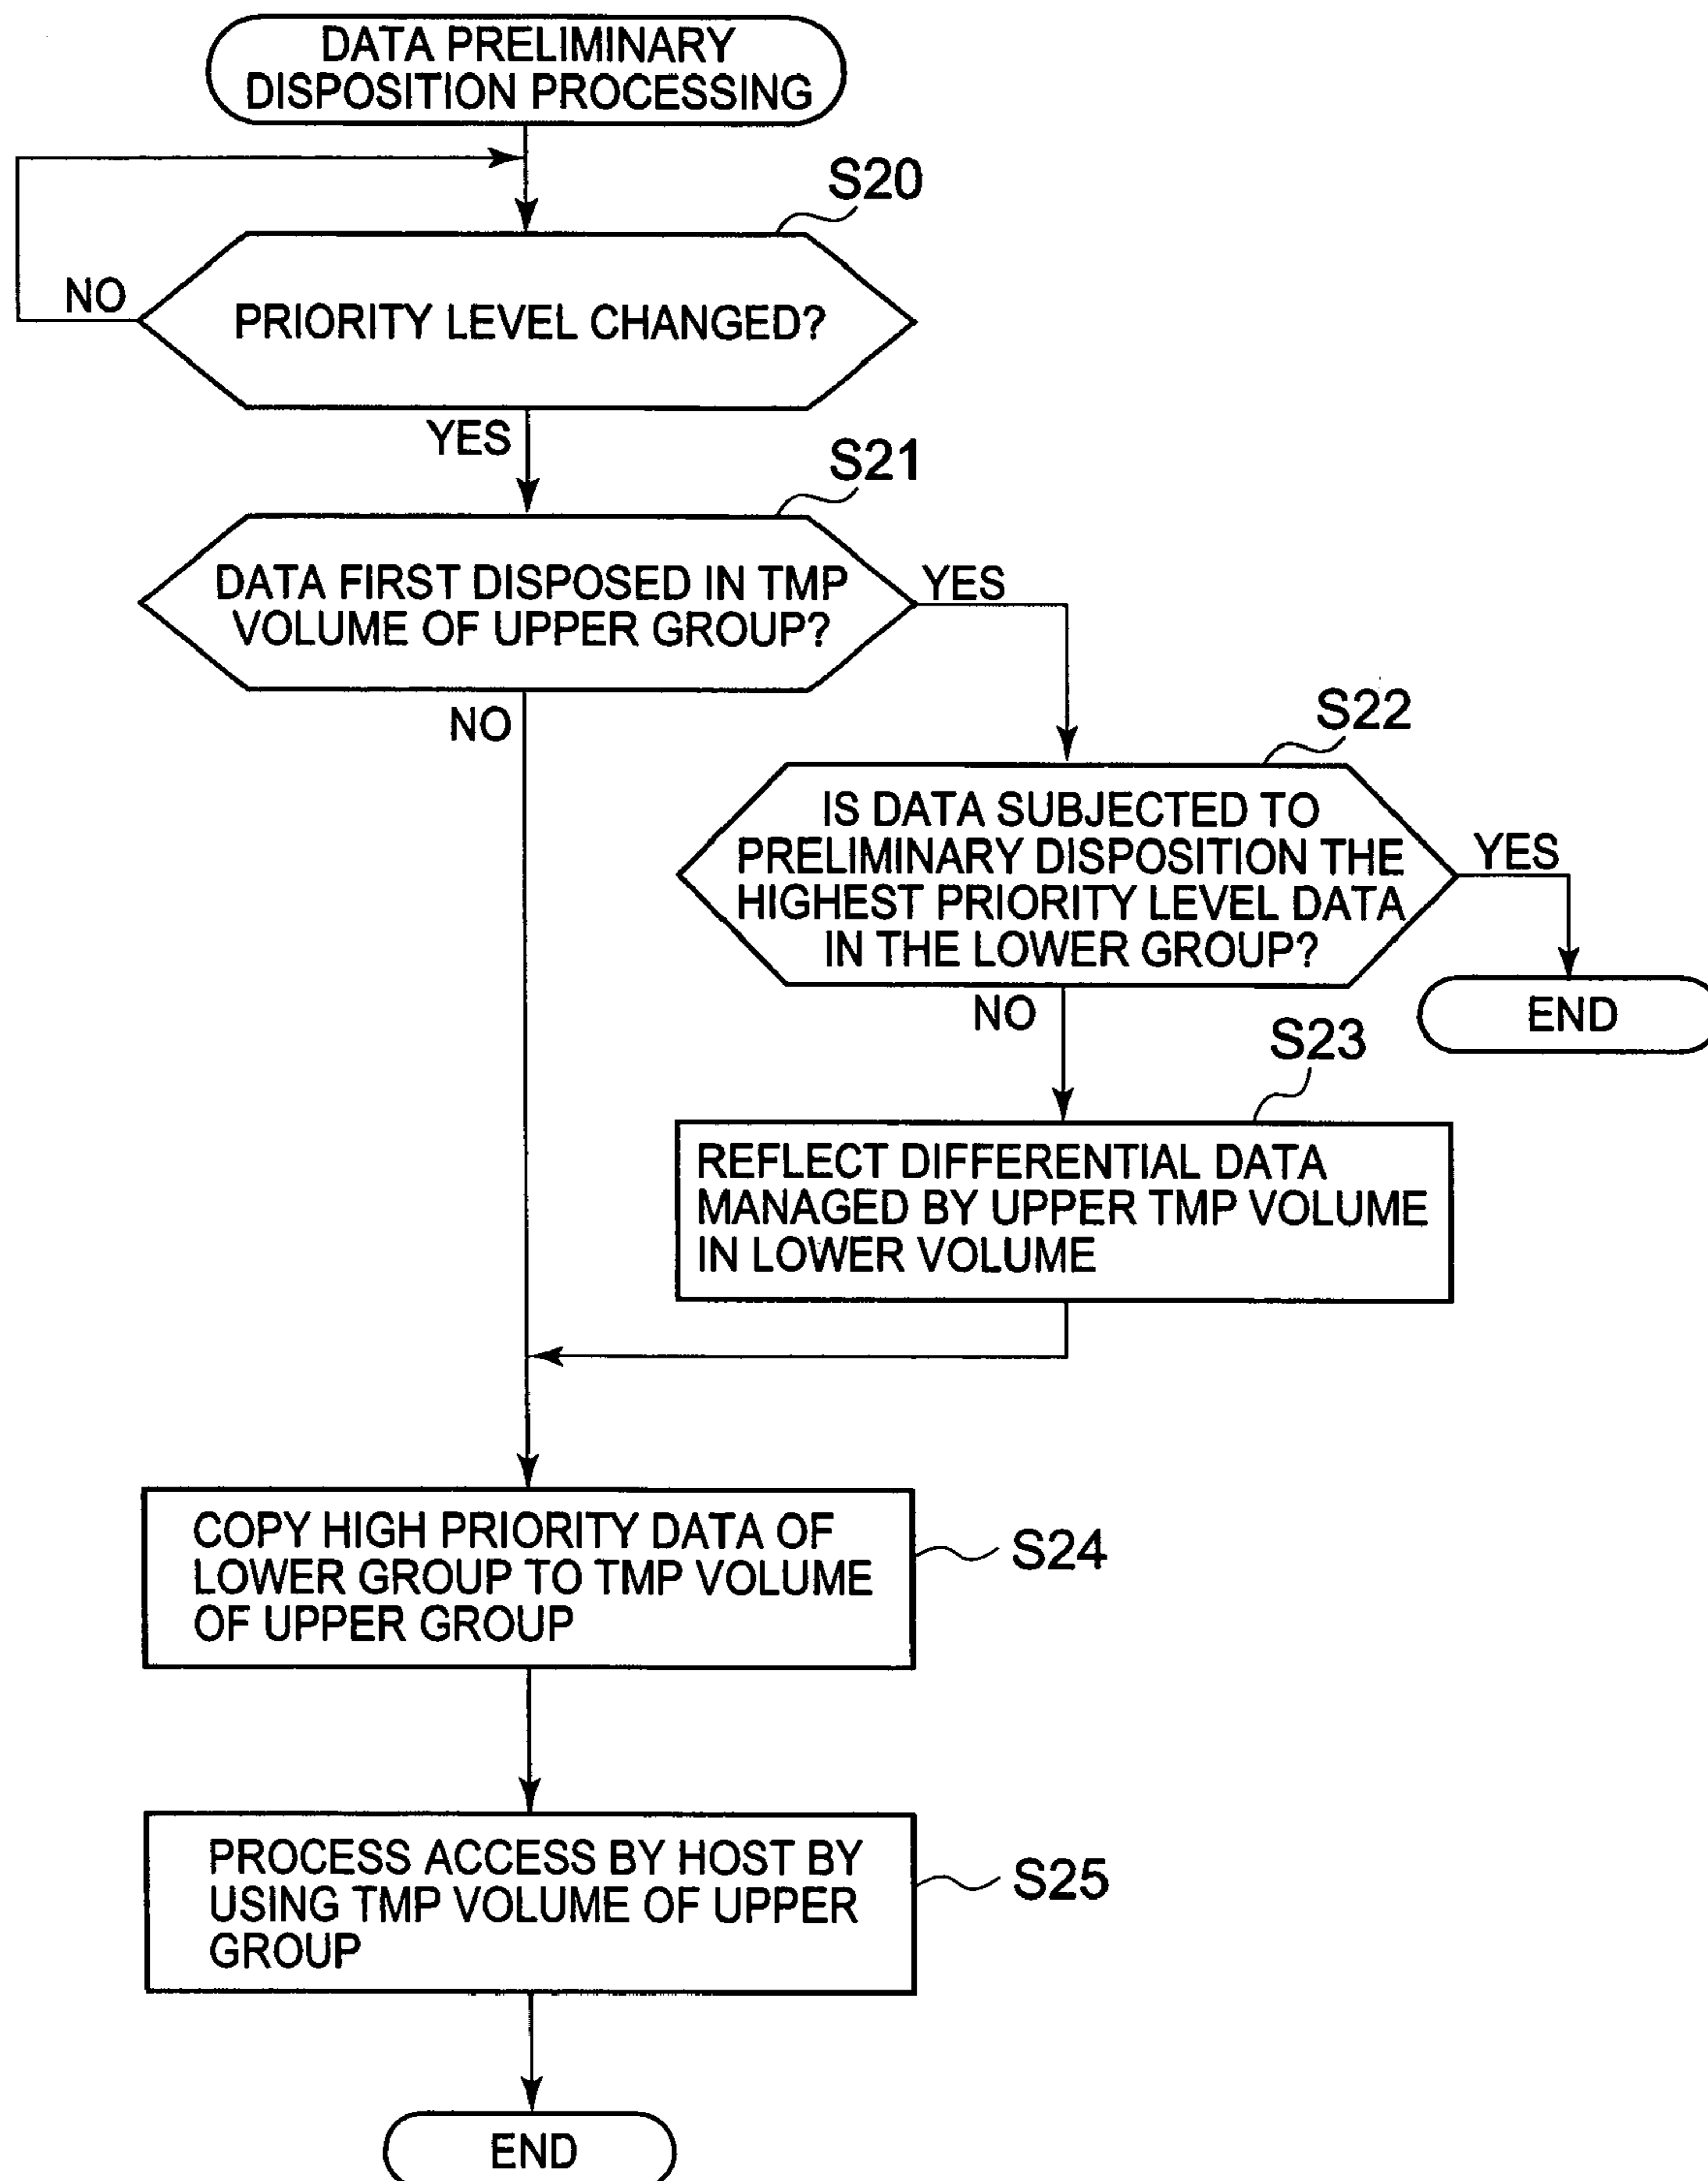 DATA PRELIMINARY
DISPOSITION PROCESSING
S20
NO
PRIORITY LEVEL CHANGED?
YES
S21
DATA FIRST DISPOSED IN TMP
VOLUME OF UPPER GROUP?
YES
NO
S22
IS DATA SUBJECTED TO
PRELIMINARY DISPOSITION THE
HIGHEST PRIORITY LEVEL DATA
IN THE LOWER GROUP?
YES
END
NO
S23
REFLECT DIFFERENTIAL DATA
MANAGED BY UPPER TMP VOLUME
IN LOWER VOLUME
COPY HIGH PRIORITY DATA OF
LOWER GROUP TO TMP VOLUME
OF UPPER GROUP
S24
PROCESS ACCESS BY HOST BY
USING TMP VOLUME OF UPPER
GROUP
S25
END